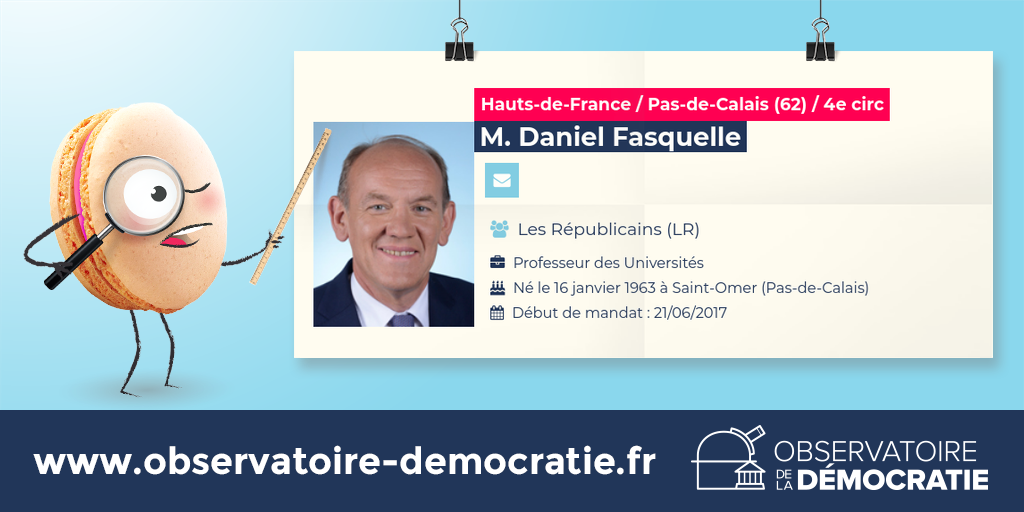 Hauts-de-France / Pas-de-Calais (62) / 4e circ
M. Daniel Fasquelle
Les Républicains (LR)
Professeur des Universités
Né le 16 janvier 1963 à Saint-Omer (Pas-de-Calais)
Début de mandat : 21/06/2017
www.observatoire-democratie.fr
OBSERVATOIRE
DE LA DÉMOCRATIE